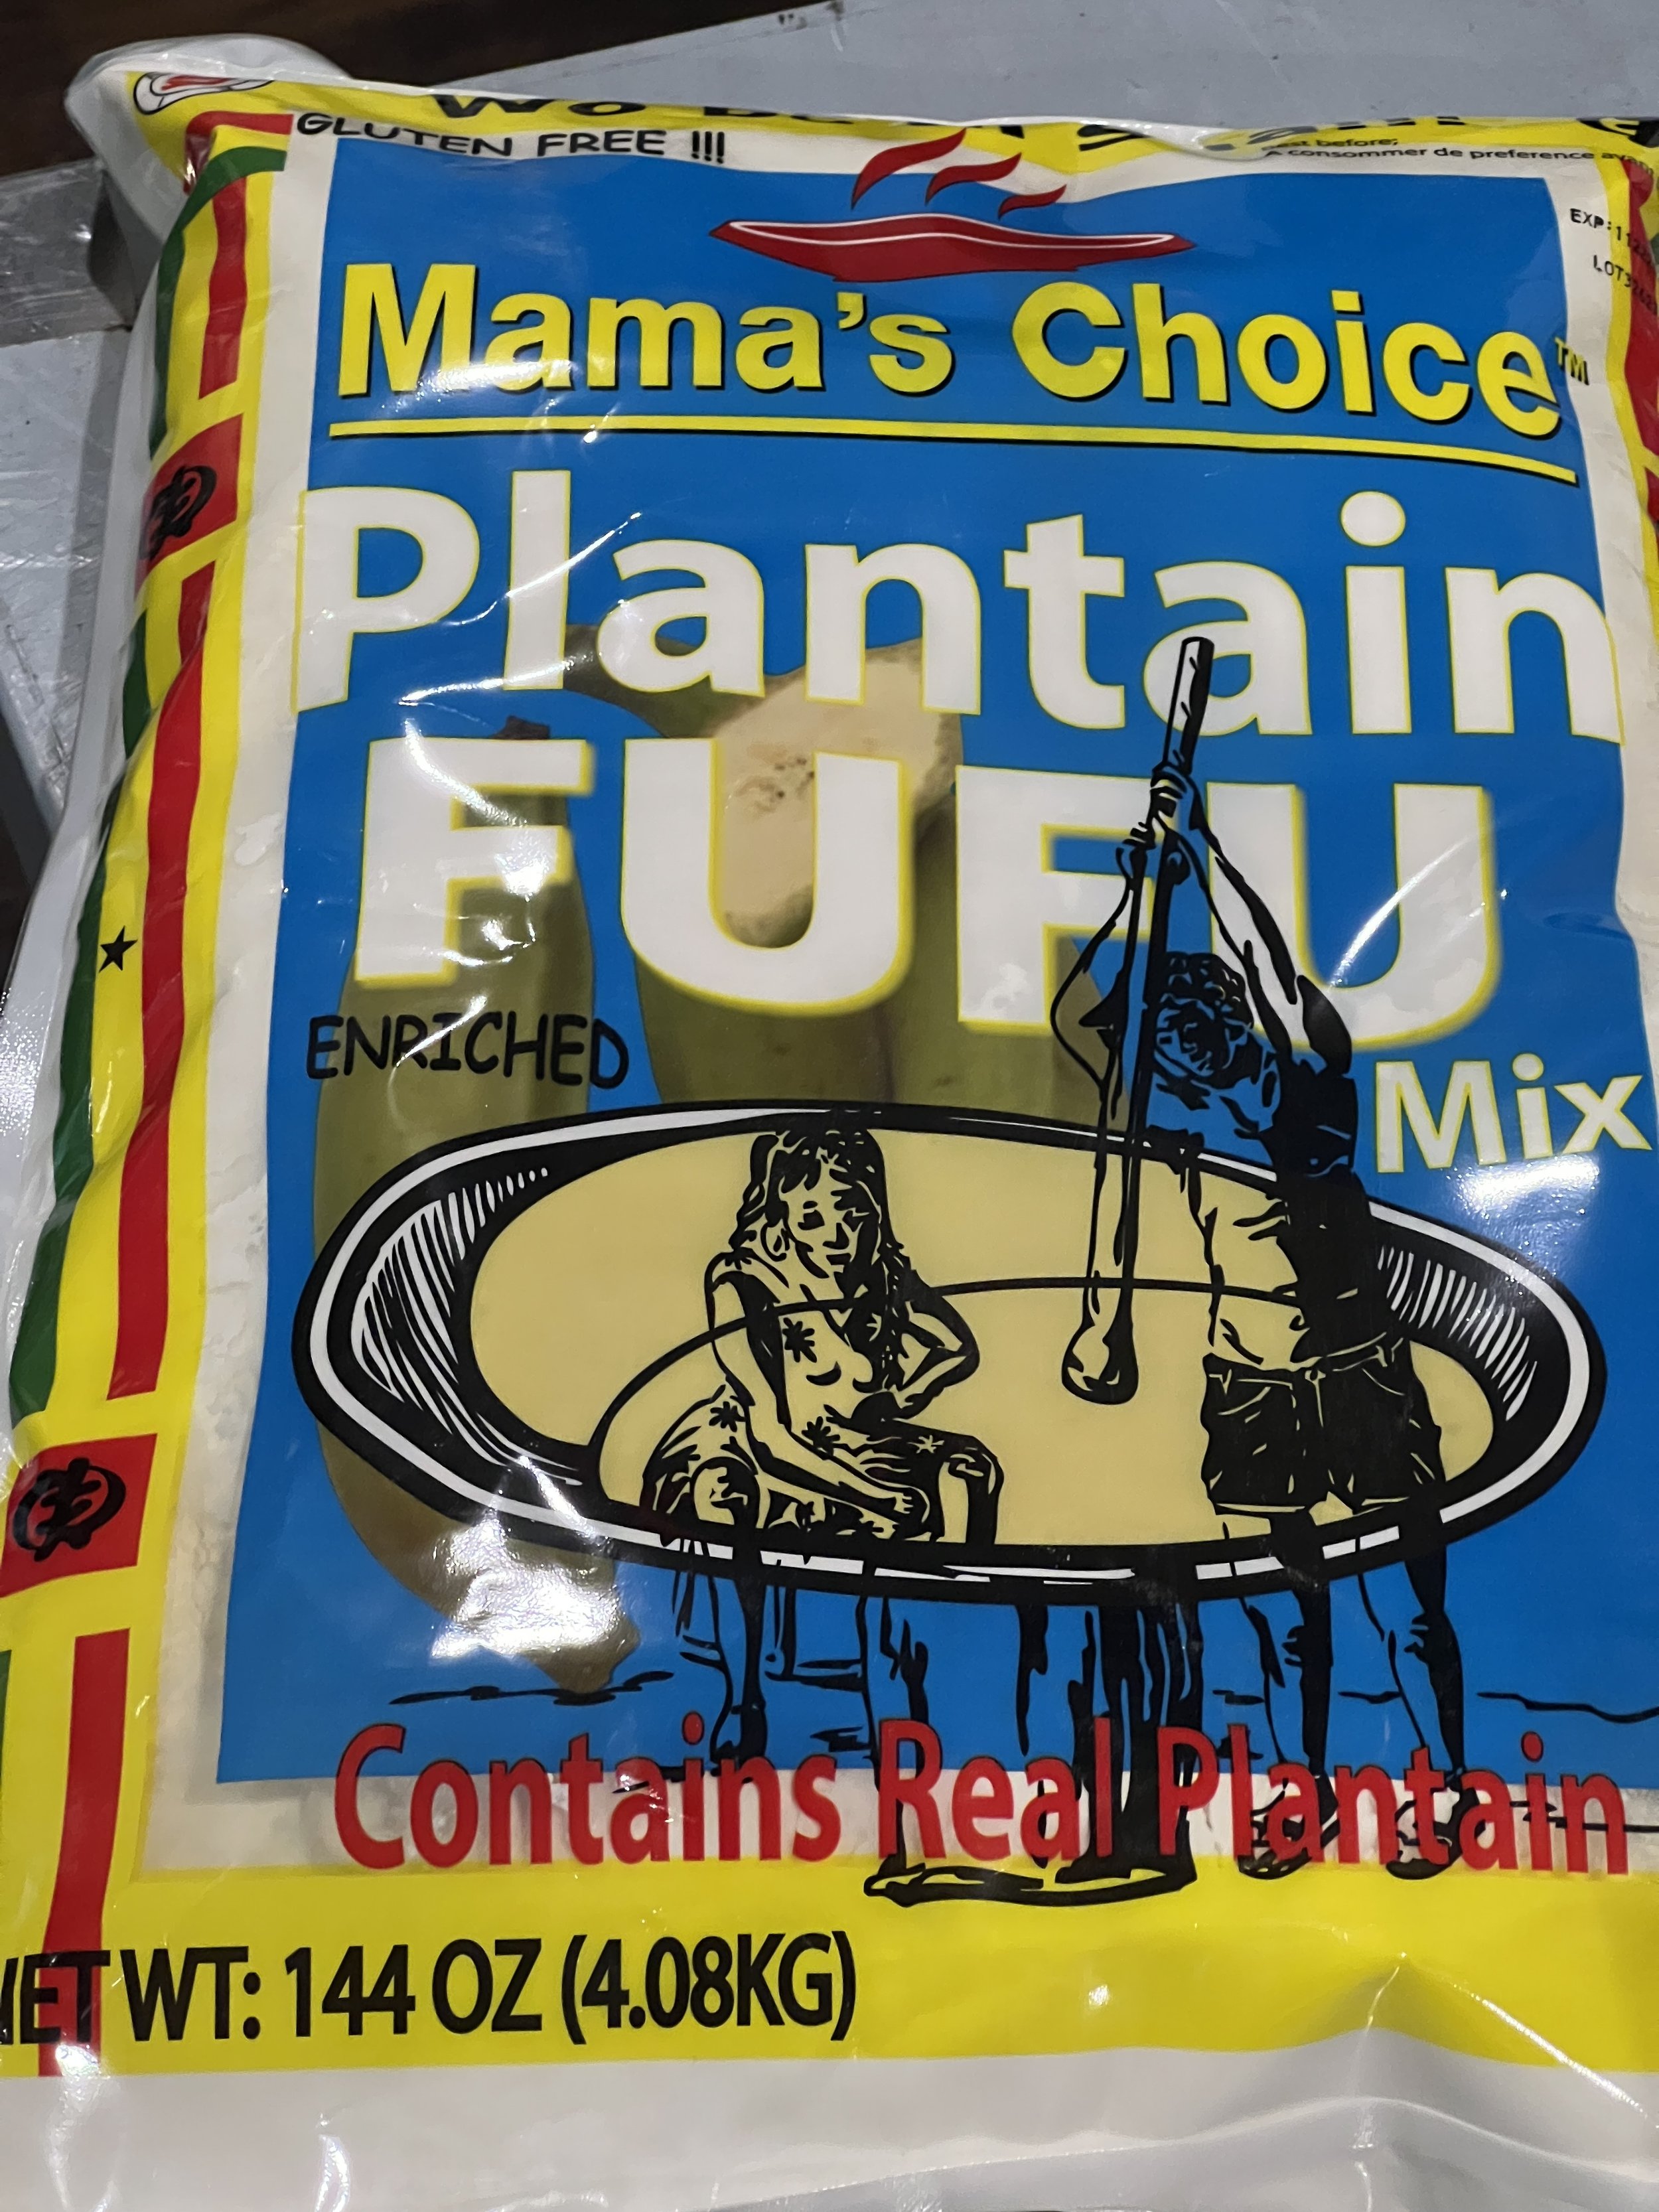 GLUTEN FREE !!!
A consommer de preference
EXP:
Mama's Choice™
Plantain
FUFU
ENRICHED
Mix
Contains Real Plantain
NET WT: 144 OZ (4.08KG)